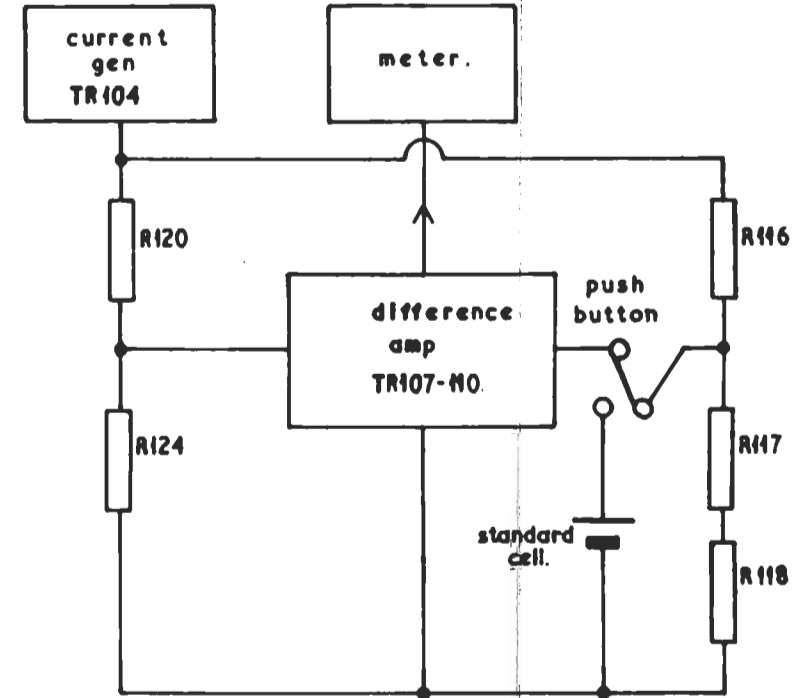 current
gen
TR104
meter.
R120
R116
push
button
difference
amp
TR107-110.
R124
R117
standard
cell.
R118